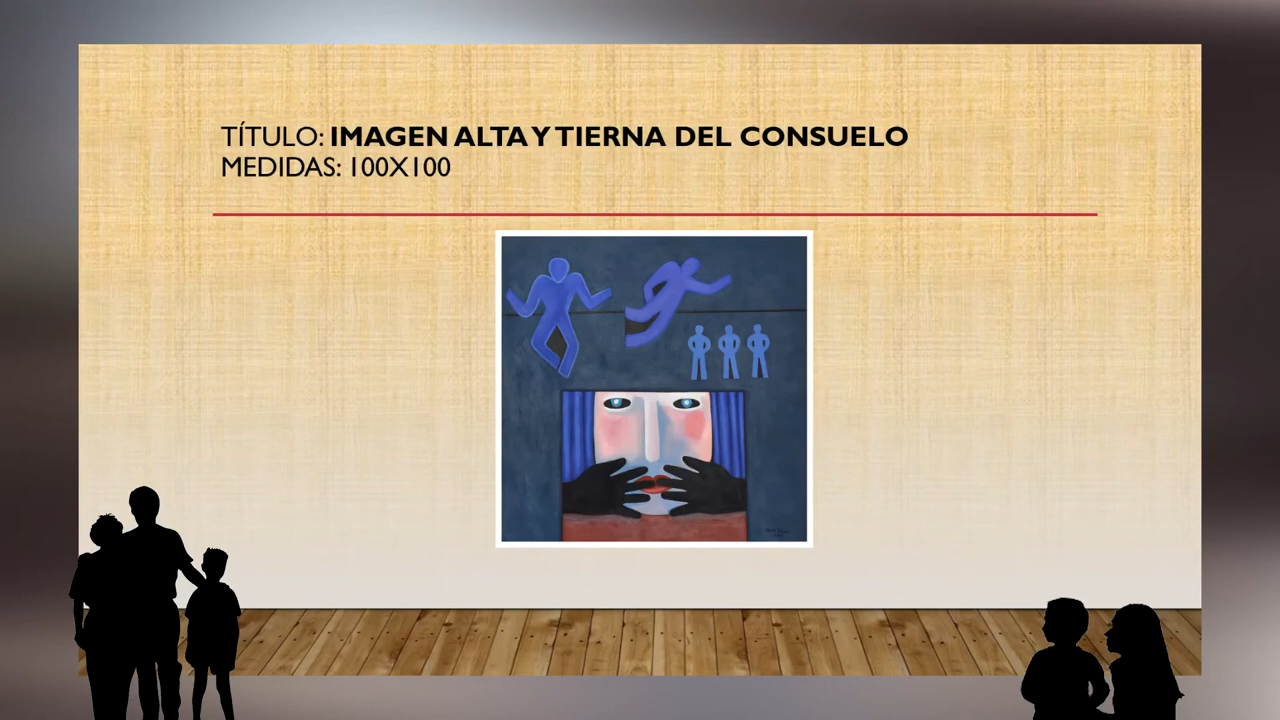 TÍTULO: IMAGEN ALTA Y TIERNA DEL CONSUELO
MEDIDAS: 100X100